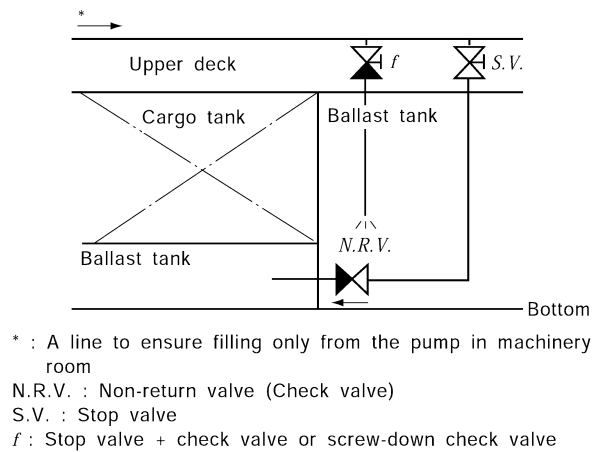 *
Upper deck
f
S.V.
Cargo tank
Ballast tank
N.R.V.
Ballast tank
Bottom
* : A line to ensure filling only from the pump in machinery
room
N.R.V. : Non-return valve (Check valve)
S.V. : Stop valve
f : Stop valve + check valve or screw-down check valve